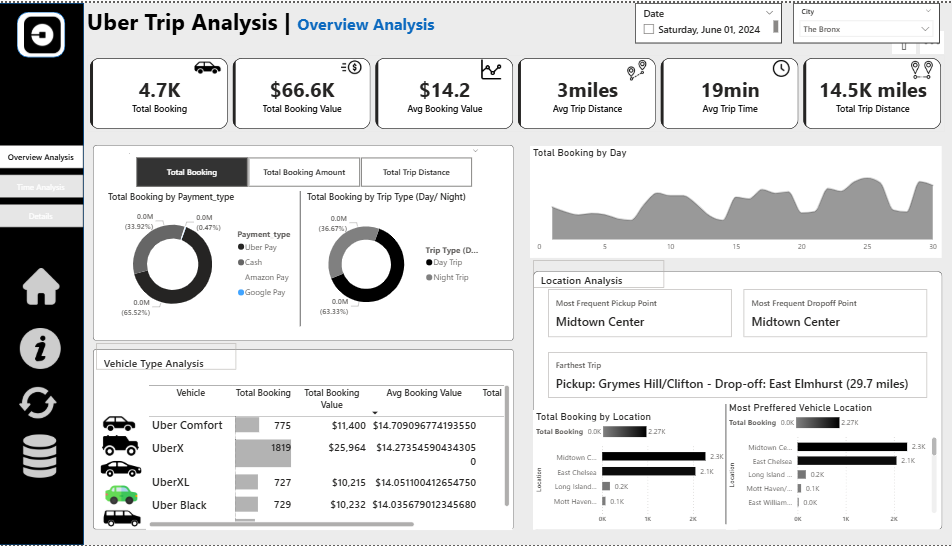 Uber Trip Analysis | Overview Analysis
Date
Saturday, June 01, 2024
City
The Bronx
4.7K
Total Booking
$66.6K
Total Booking Value
$14.2
Avg Booking Value
3miles
Avg Trip Distance
19min
Avg Trip Time
14.5K miles
Total Trip Distance
Overview Analysis
Time Analysis
Details
Total Booking
Total Booking Amount
Total Trip Distance
Total Booking by Payment_type
0.0M
(33.92%)
0.0M
(0.47%)
0.0M
(65.52%)
Payment_type
Uber Pay
Cash
Amazon Pay
Google Pay
Total Booking by Trip Type (Day/ Night)
0.0M
(36.67%)
0.0M
(63.33%)
Trip Type (D...
Day Trip
Night Trip
Total Booking by Day
0 5 10 15 20 25 30
Vehicle Type Analysis
Vehicle Total Booking Total Booking Value Avg Booking Value Total
Uber Comfort 775 $11,400 $14.709096774193550
UberX 1819 $25,964 $14.27354590434305
0
UberXL 727 $10,215 $14.051100412654750
Uber Black 729 $10,232 $14.035679012345680
Location Analysis
Most Frequent Pickup Point
Midtown Center
Most Frequent Dropoff Point
Midtown Center
Farthest Trip
Pickup: Grymes Hill/Clifton - Drop-off: East Elmhurst (29.7 miles)
Total Booking by Location
Total Booking 0.0K 2.27K
Location
Midtown C... 2.3K
East Chelsea 2.1K
Long Island... 0.2K
Mott Haven... 0.1K
0K 1K 2K
Most Preffered Vehicle Location
Total Booking 0.0K 2.27K
Location
Midtown Ce... 2.3K
East Chelsea 2.1K
Long Island ... 0.2K
Mott Haven/... 0.1K
East William... 0.0K
0K 1K 2K